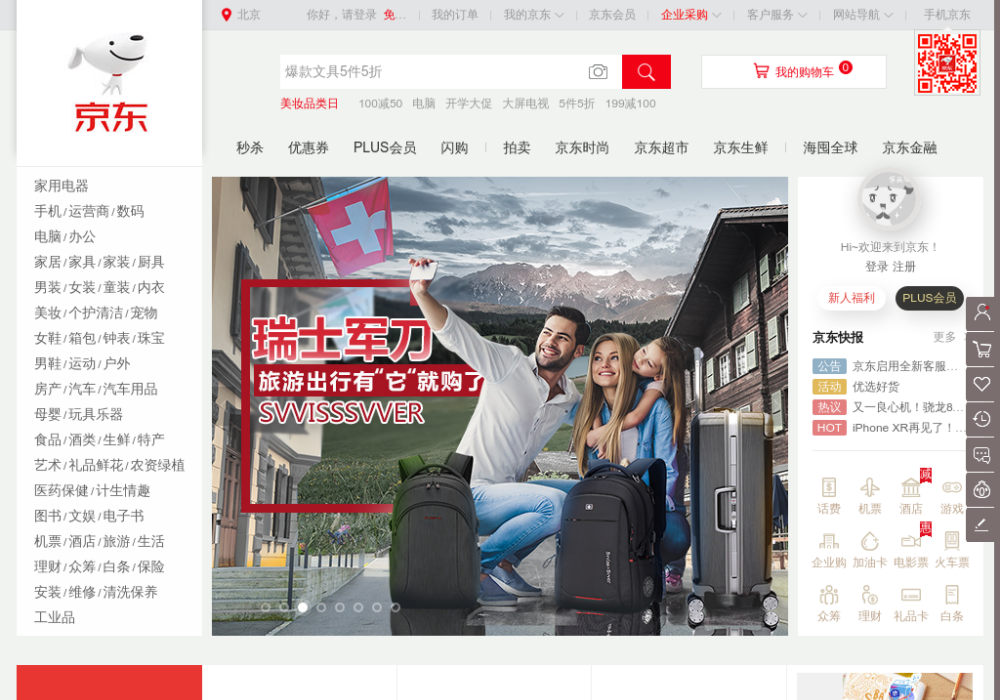 北京
你好，请登录 免…
我的订单
我的京东
京东会员
企业采购
客户服务
网站导航
手机京东
京东
爆款文具5件5折
我的购物车 0
美妆品类日 100减50 电脑 开学大促 大屏电视 5件5折 199减100
秒杀 优惠券 PLUS会员 闪购 拍卖 京东时尚 京东超市 京东生鲜 海囤全球 京东金融
家用电器
手机/运营商/数码
电脑/办公
家居/家具/家装/厨具
男装/女装/童装/内衣
美妆/个护清洁/宠物
女鞋/箱包/钟表/珠宝
男鞋/运动/户外
房产/汽车/汽车用品
母婴/玩具乐器
食品/酒类/生鲜/特产
艺术/礼品鲜花/农资绿植
医药保健/计生情趣
图书/文娱/电子书
机票/酒店/旅游/生活
理财/众筹/白条/保险
安装/维修/清洗保养
工业品
瑞士军刀
旅游出行有“它“就购了
SVVISSSVVER
Hi~欢迎来到京东！
登录 注册
新人福利 PLUS会员
京东快报 更多
公告 京东启用全新客服…
活动 优选好货
热议 又一良心机！骁龙8…
HOT iPhone XR再见了！…
减
话费 机票 酒店 游戏
惠
企业购 加油卡 电影票 火车票
众筹 理财 礼品卡 白条